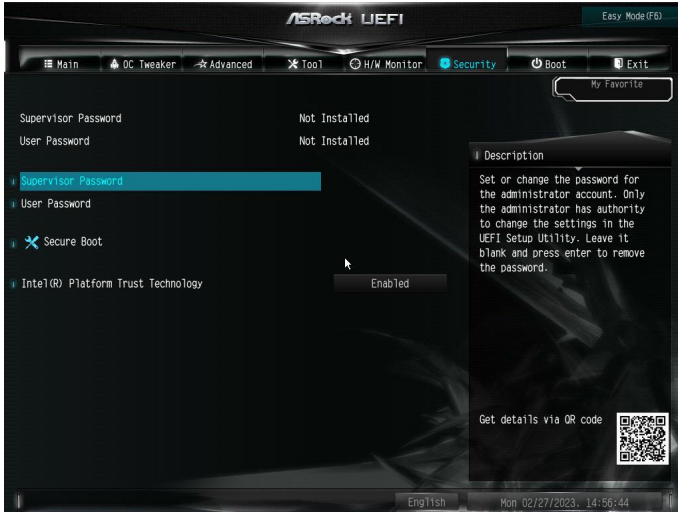 ASRock UEFI
Easy Mode(F6)
Main OC Tweaker Advanced Tool H/W Monitor Security Boot Exit
My Favorite
Supervisor Password Not Installed
User Password Not Installed
Supervisor Password
User Password
Secure Boot
Intel(R) Platform Trust Technology Enabled
Description
Set or change the password for
the administrator account. Only
the administrator has authority
to change the settings in the
UEFI Setup Utility. Leave it
blank and press enter to remove
the password.
Get details via QR code
English Mon 02/27/2023. 14:56:44